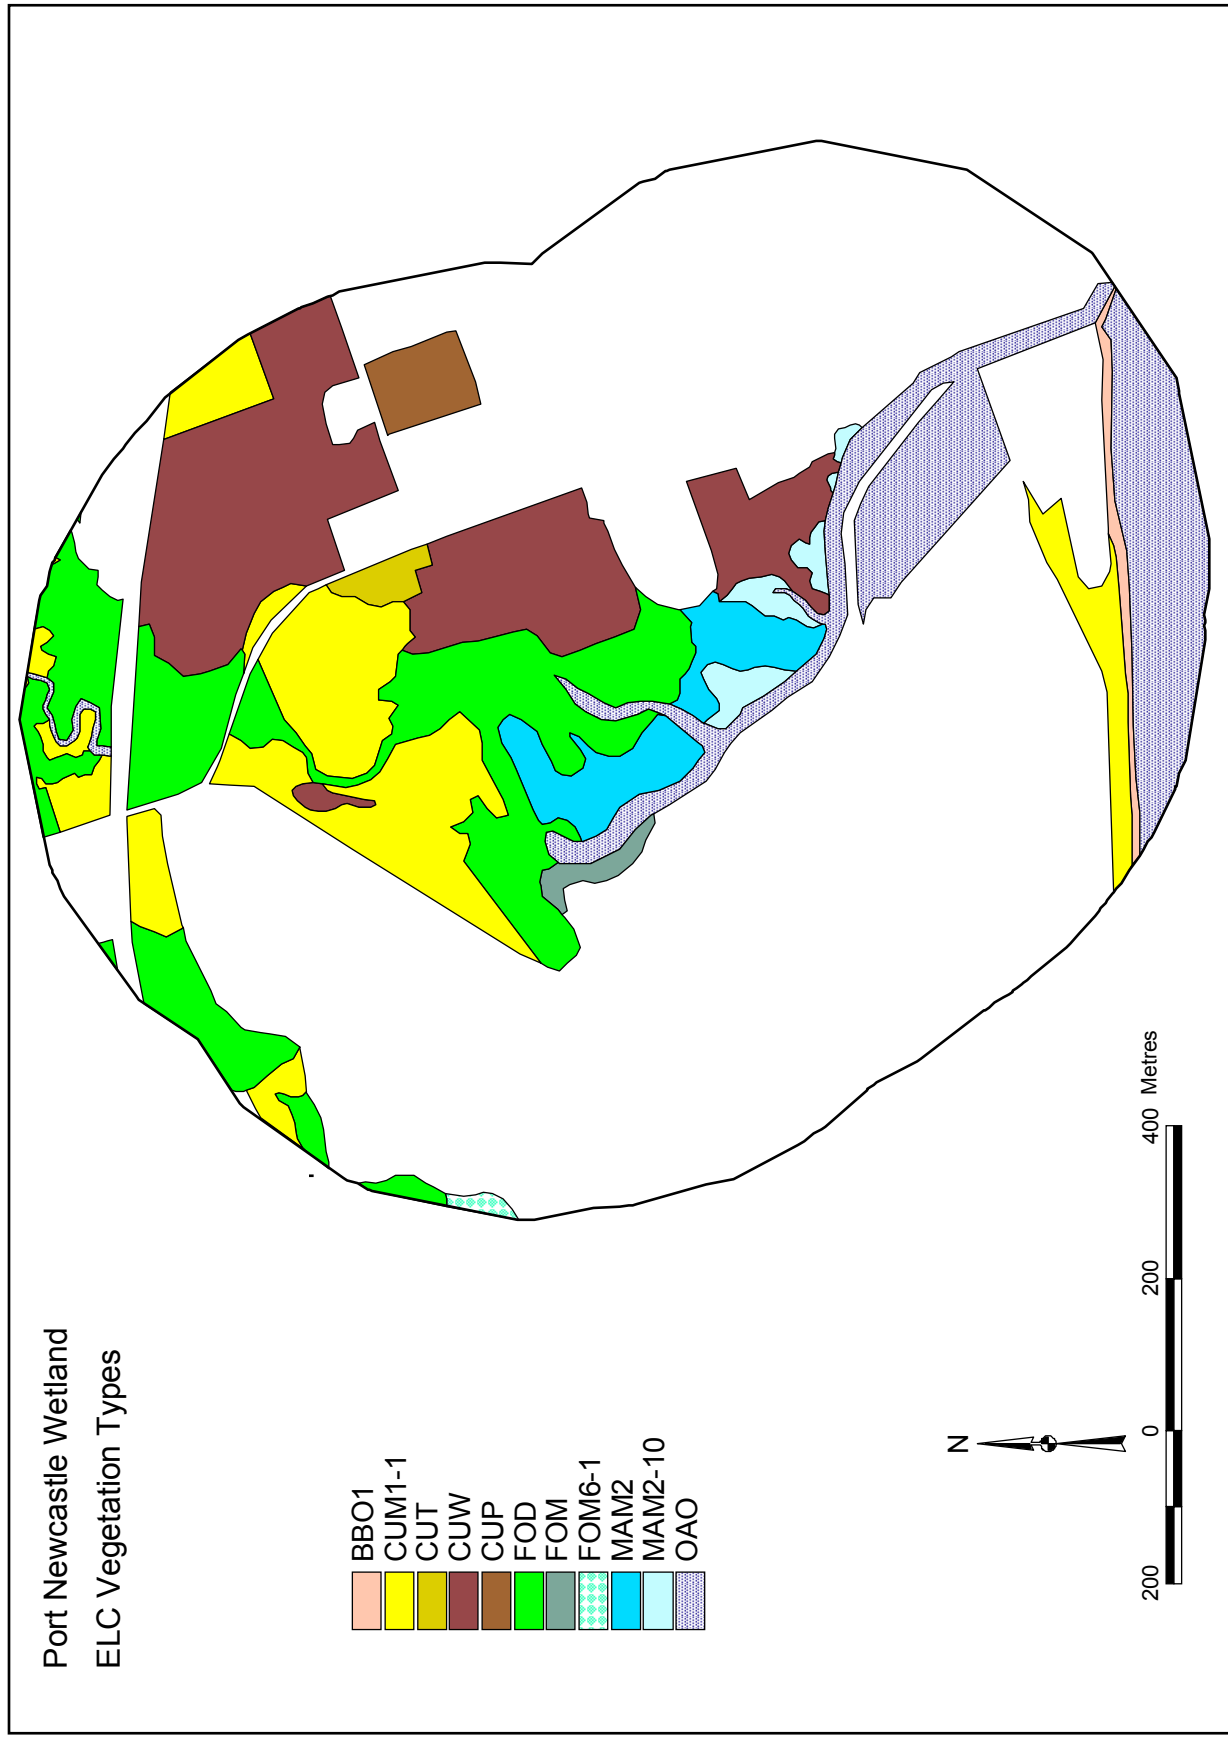 Port Newcastle Wetland
ELC Vegetation Types
BBO1
CUM1-1
CUT
CUW
CUP
FOD
FOM
FOM6-1
MAM2
MAM2-10
OAO
N
200 0 200 400 Metres